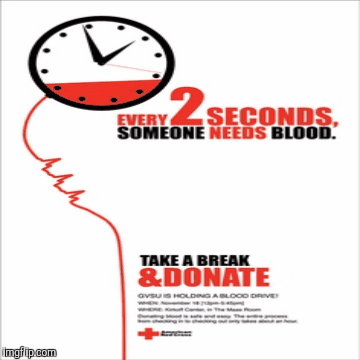 EVERY 2 SECONDS,
SOMEONE NEEDS BLOOD.
TAKE A BREAK
&DONATE
GVSU IS HOLDING A BLOOD DRIVE!
WHEN: November 16 [12pm-5:45pm]
WHERE: Kirkoff Center, in The Mass Room
Donating blood is safe and easy. The entire process
from checking in to checking out only takes about an hour.
American
Red Cross
imgflip.com